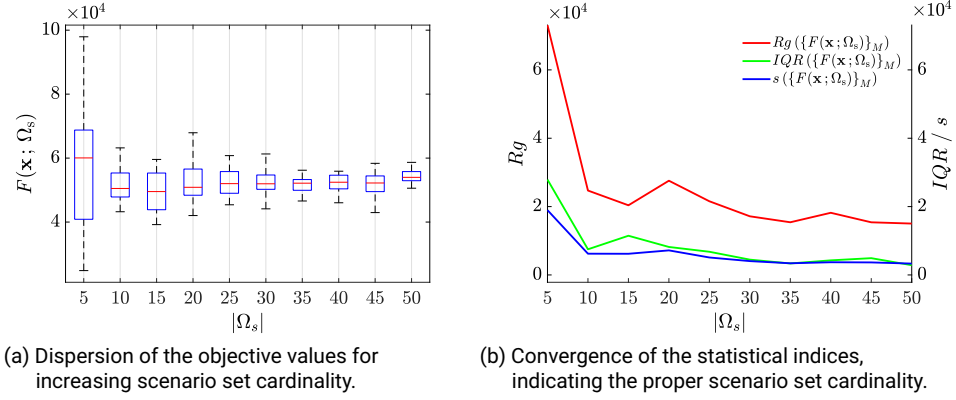 ×10⁴
10
8
6
4
F(x ; Ωs)
5 10 15 20 25 30 35 40 45 50
|Ωs|
(a) Dispersion of the objective values for
increasing scenario set cardinality.
×10⁴ ×10⁴
Rg ({F(x ; Ωs)}M)
IQR ({F(x ; Ωs)}M)
s ({F(x ; Ωs)}M)
6 6
4 4
2 2
0 0
Rg
IQR / s
5 10 15 20 25 30 35 40 45 50
|Ωs|
(b) Convergence of the statistical indices,
indicating the proper scenario set cardinality.